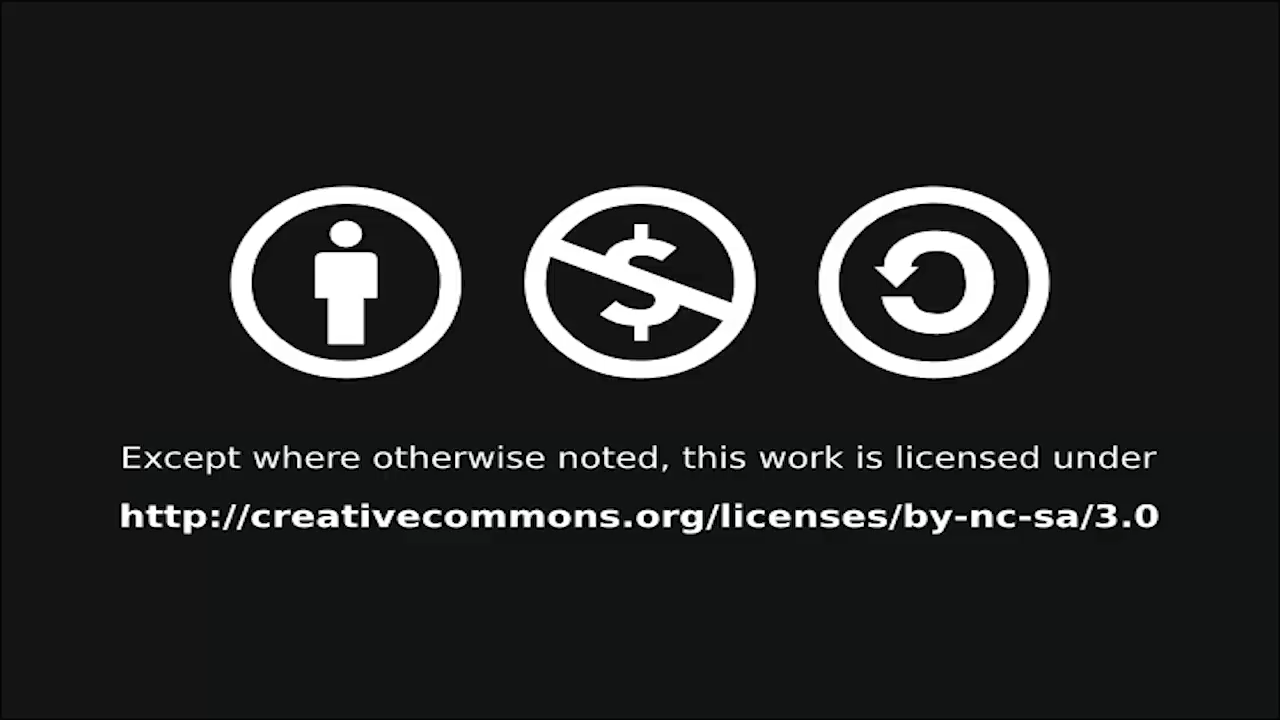 Except where otherwise noted, this work is licensed under
http://creativecommons.org/licenses/by-nc-sa/3.0